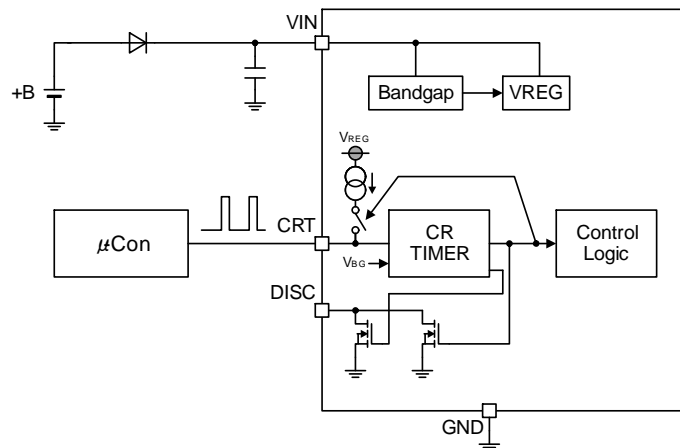 VIN
+B
Bandgap
VREG
VREG
μCon
CRT
CR
TIMER
Control
Logic
VBG
DISC
GND